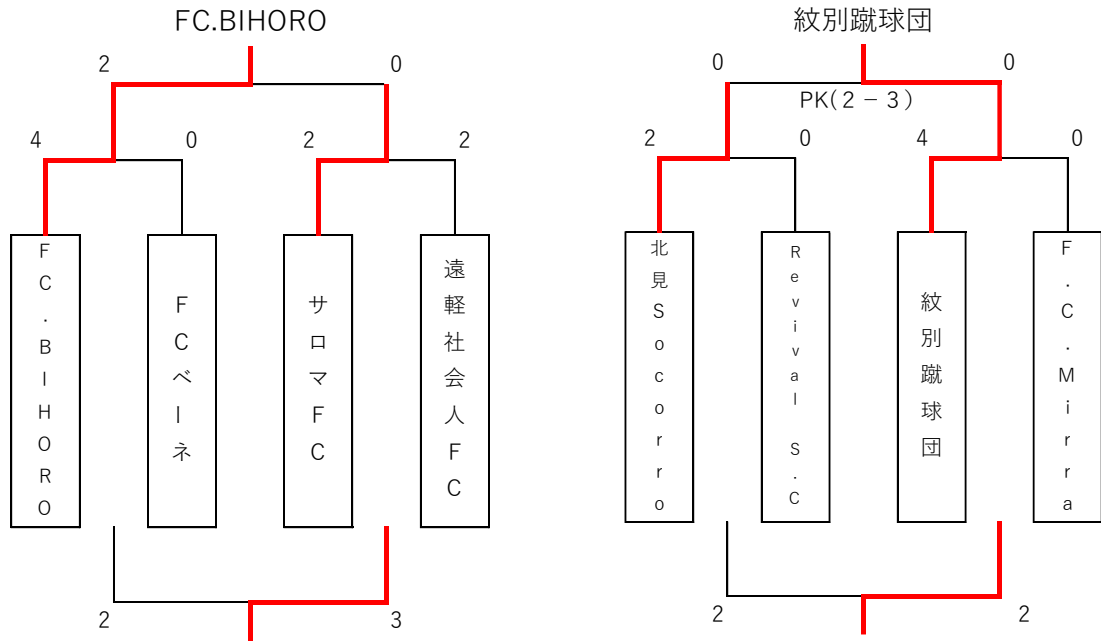 FC.BIHORO
紋別蹴球団
2
0
0
0
PK(2－3)
4
0
2
2
2
0
4
0
FC.BIHORO
FCベーネ
サロマFC
遠軽社会人FC
北見Socorro
Revival S.C
紋別蹴球団
F.C.Mirra
2
3
2
2